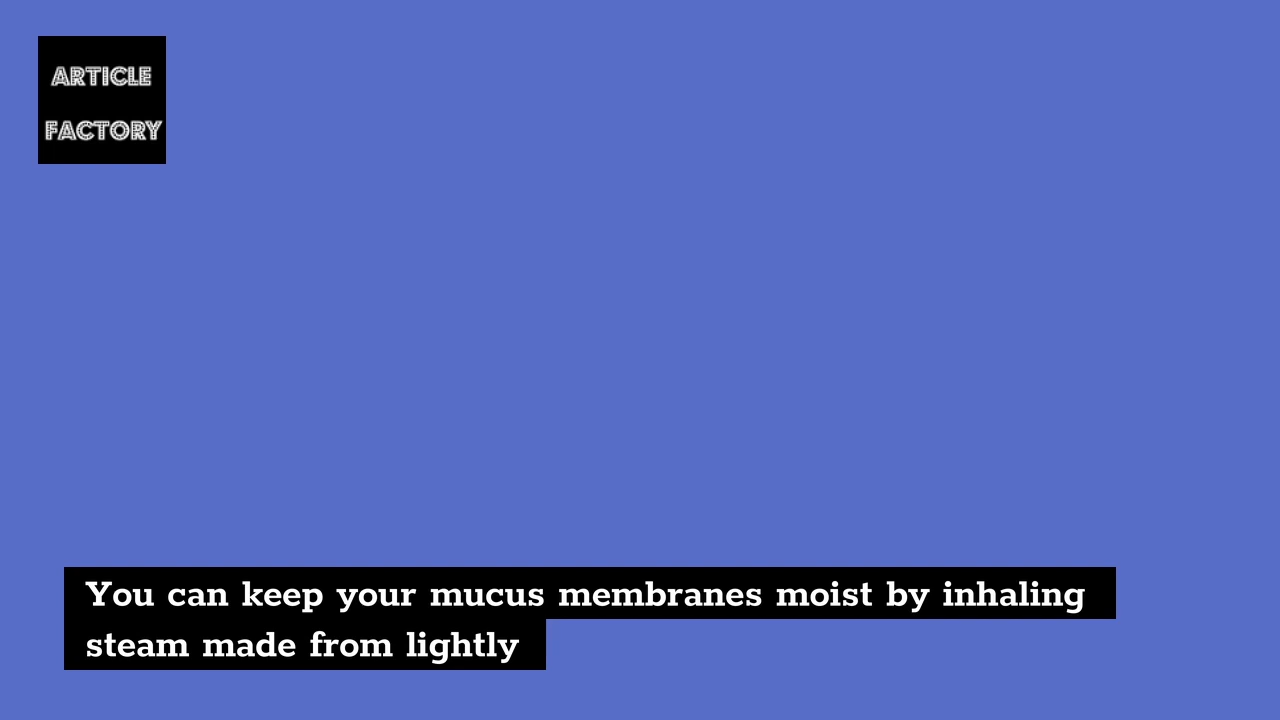 ARTICLE
FACTORY
You can keep your mucus membranes moist by inhaling
steam made from lightly